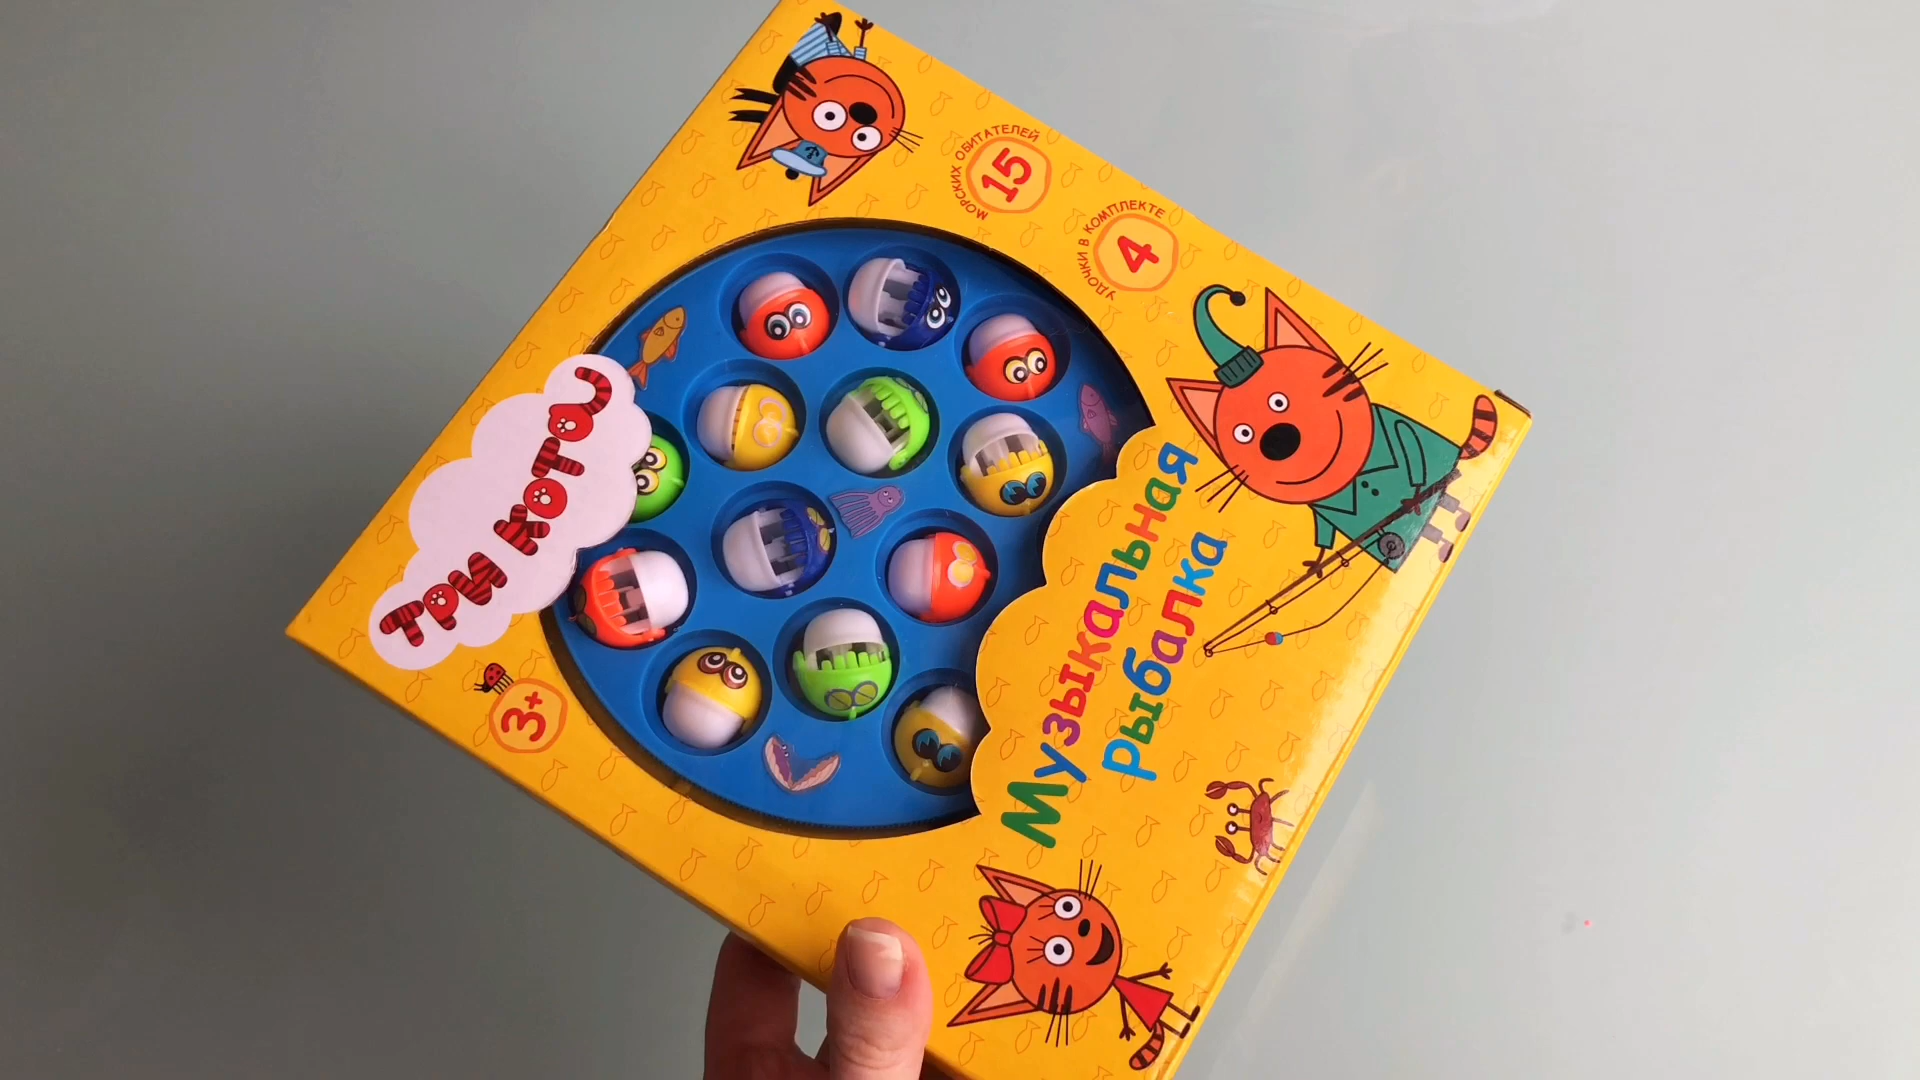 ТРИ КОТА
3+
15
МОРСКИХ ОБИТАТЕЛЕЙ
4
УДОЧКИ В КОМПЛЕКТЕ
Музыкальная
рыбалка